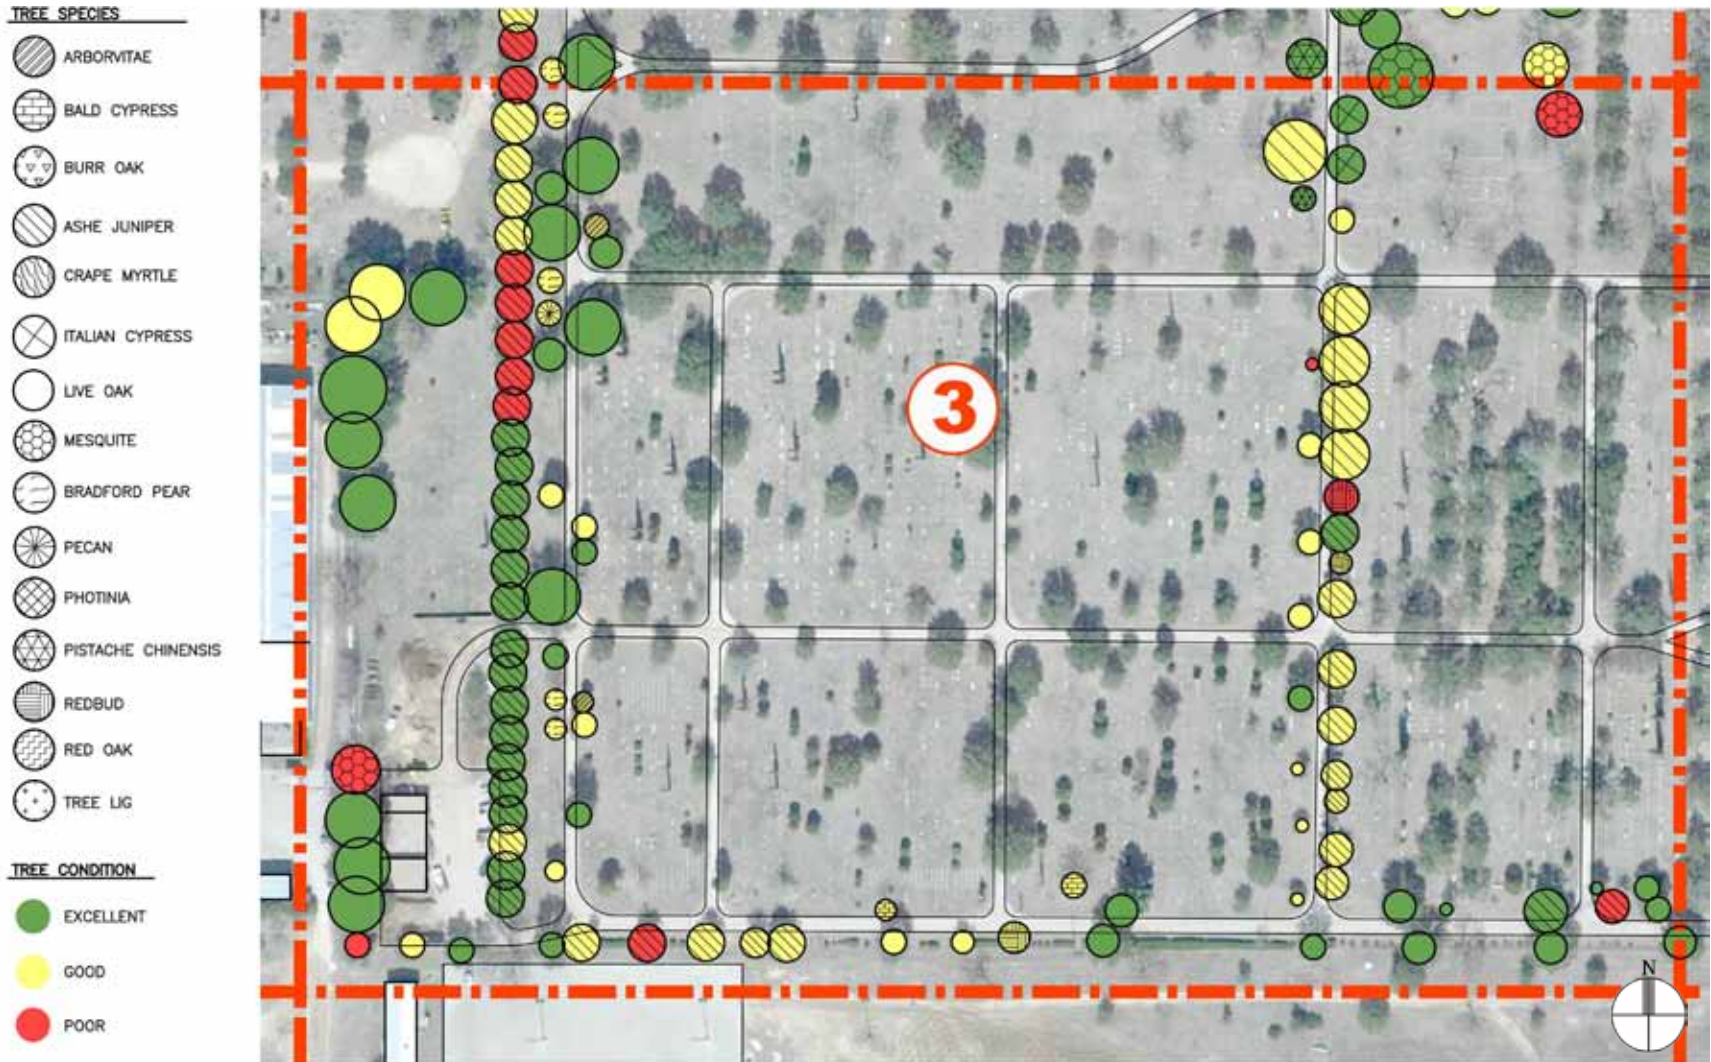 TREE SPECIES
ARBORVITAE
BALD CYPRESS
BURR OAK
ASHE JUNIPER
CRAPE MYRTLE
ITALIAN CYPRESS
LIVE OAK
MESQUITE
BRADFORD PEAR
PECAN
PHOTINIA
PISTACHE CHINENSIS
REDBUD
RED OAK
TREE LIG
TREE CONDITION
EXCELLENT
GOOD
POOR
3
N